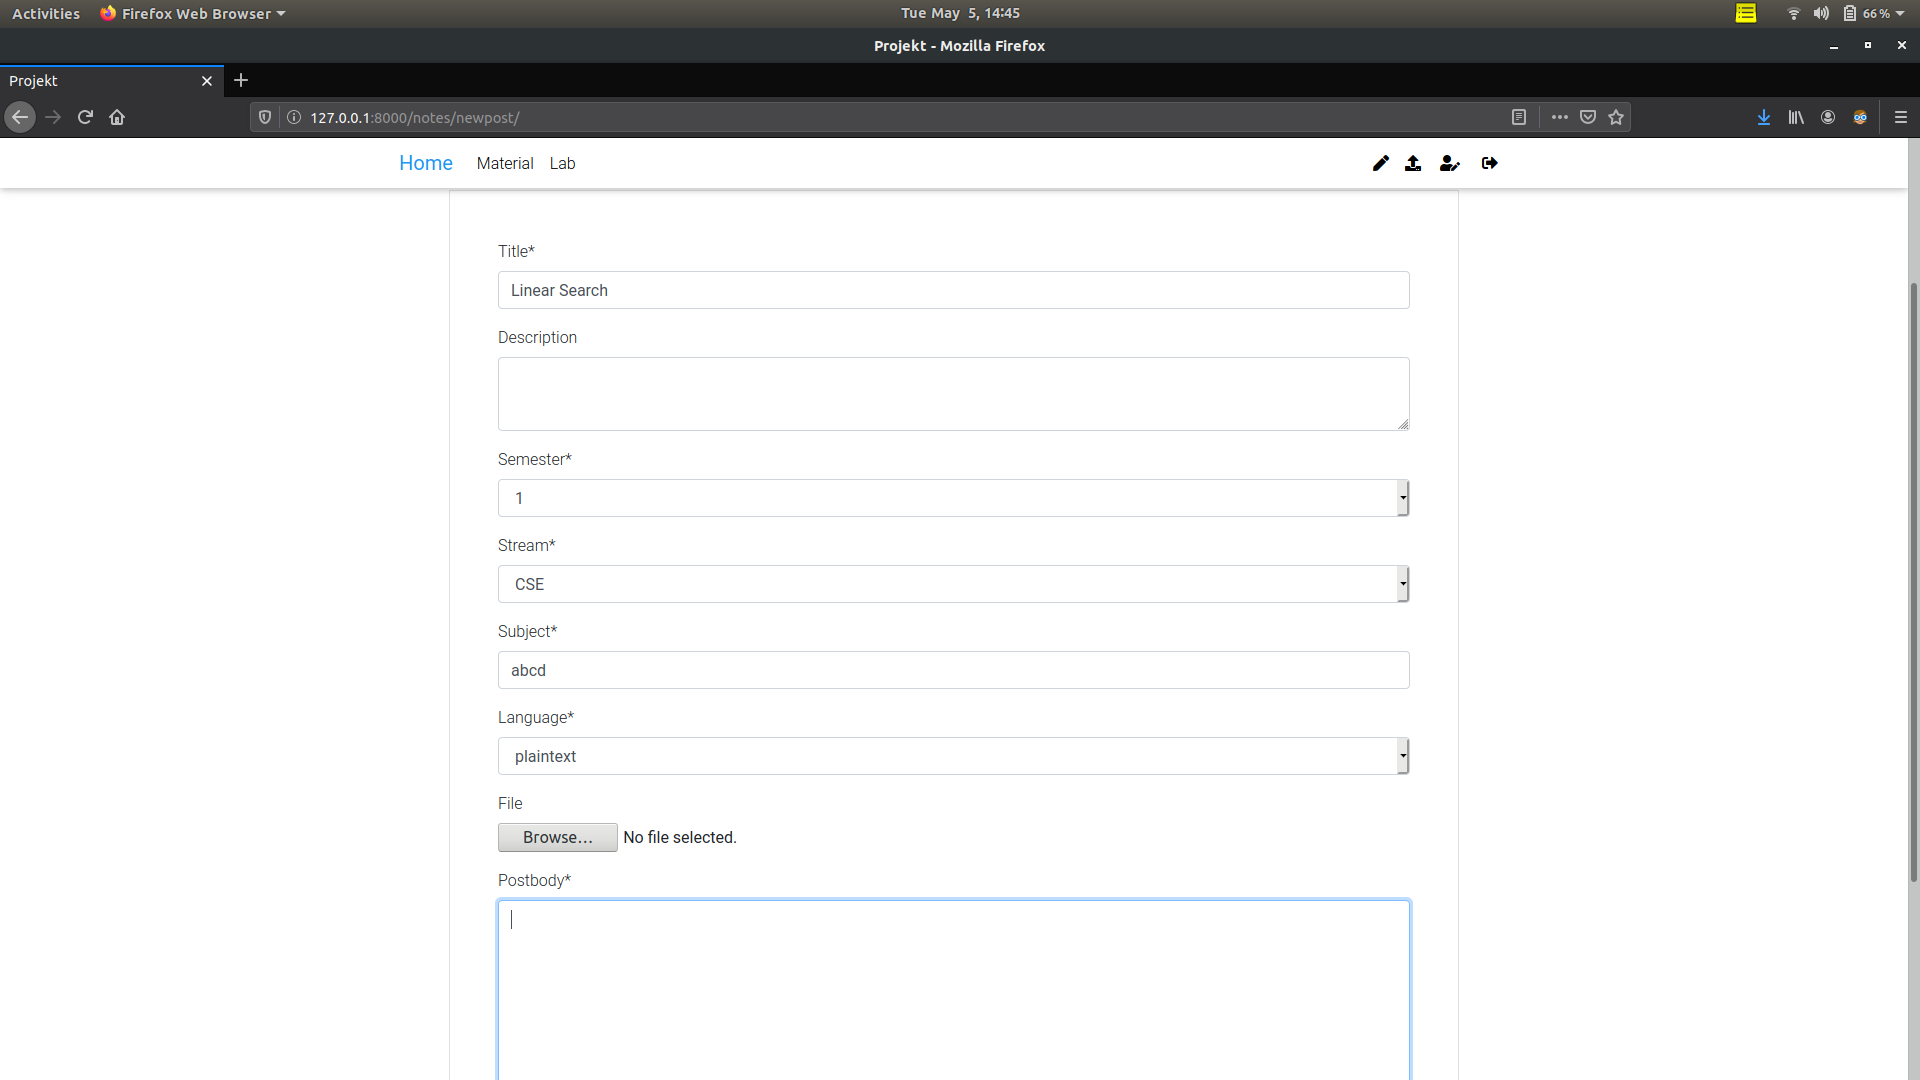 Activities Firefox Web Browser Tue May 5, 14:45 66 %
Projekt - Mozilla Firefox
Projekt
127.0.0.1:8000/notes/newpost/
Home Material Lab
Title*
Linear Search
Description
Semester*
1
Stream*
CSE
Subject*
abcd
Language*
plaintext
File
Browse... No file selected.
Postbody*